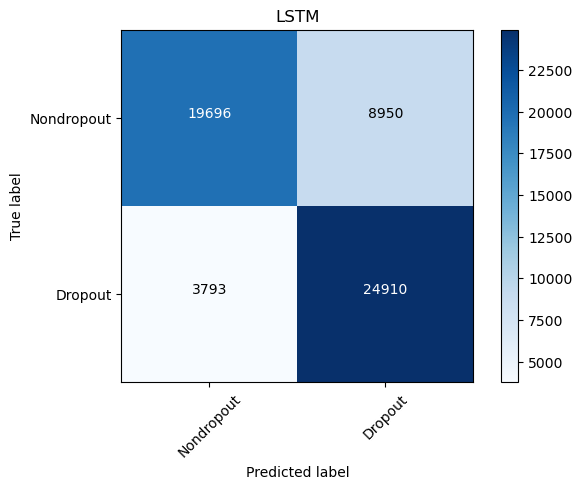 LSTM
Nondropout
19696
8950
Dropout
3793
24910
True label
Nondropout
Dropout
Predicted label
22500
20000
17500
15000
12500
10000
7500
5000